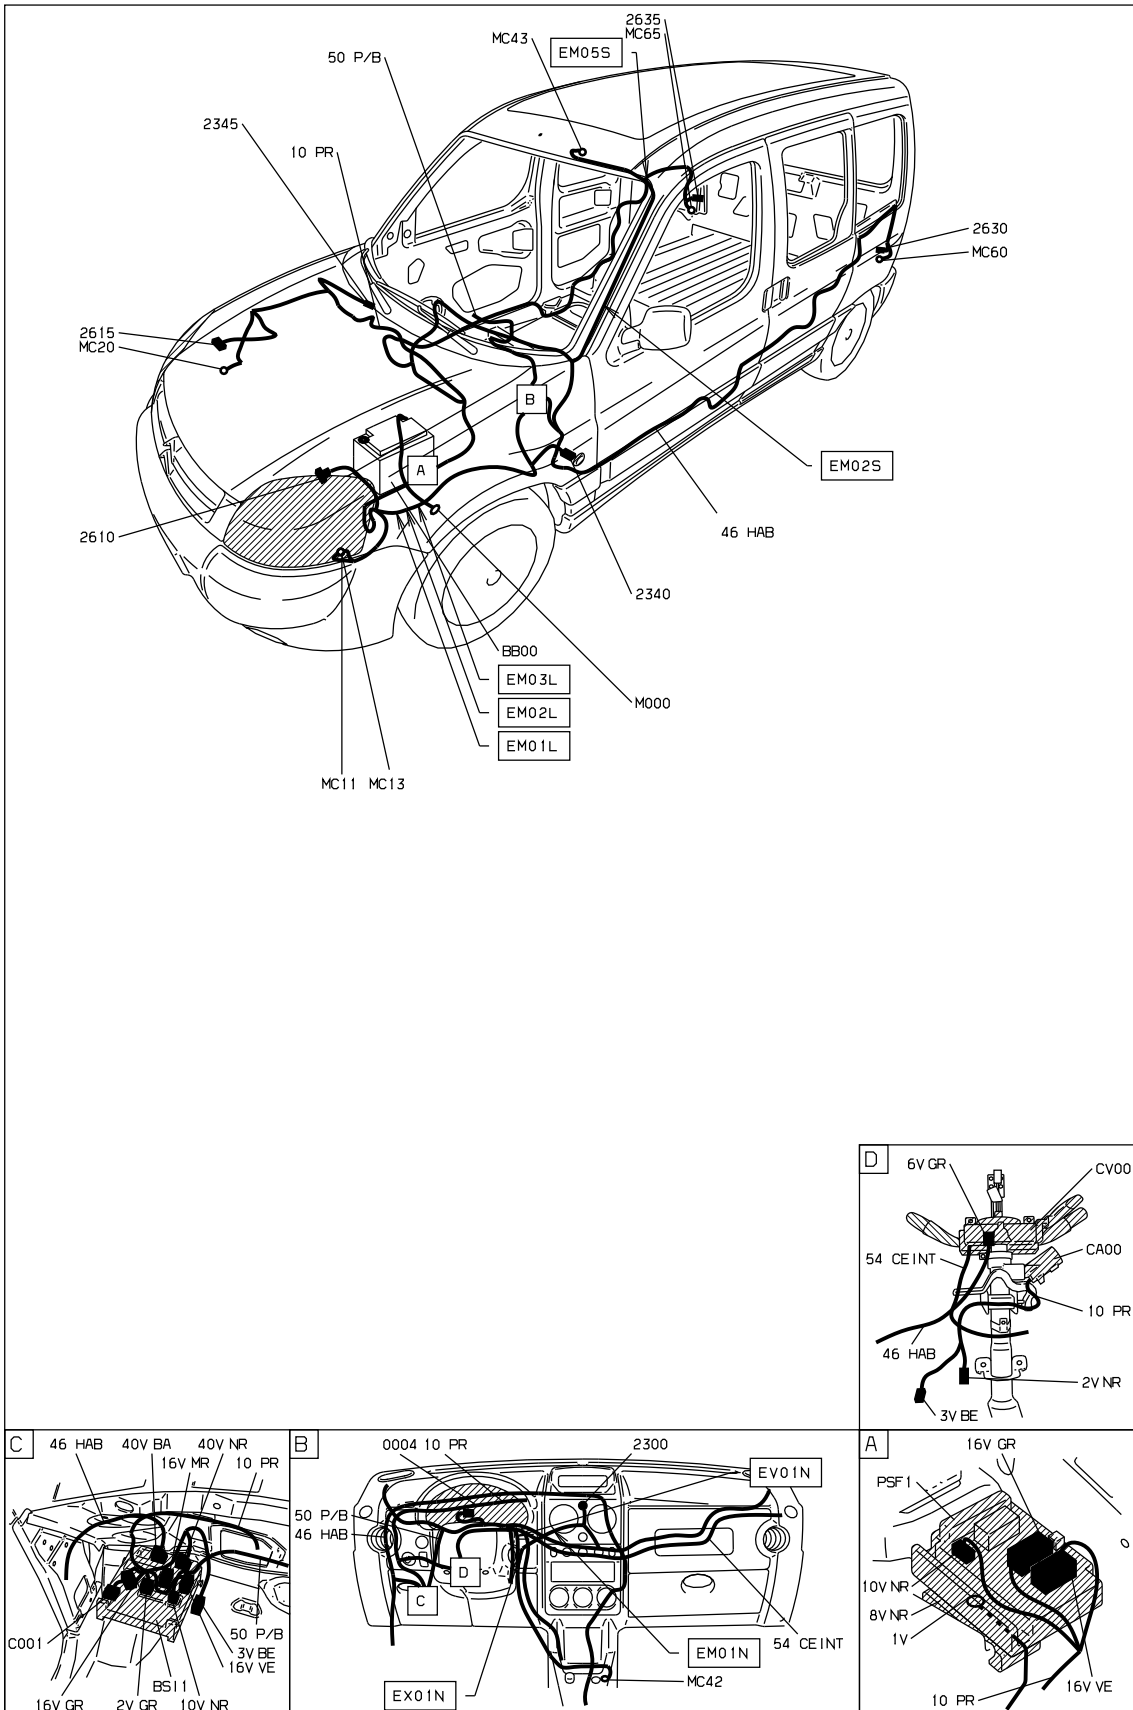 2635
MC43
MC65
EM05S
50 P/B
2345
10 PR
2630
MC60
2615
MC20
B
A
EM02S
46 HAB
2610
2340
BB00
EM03L
M000
EM02L
EM01L
MC11 MC13
D
6V GR
CV00
54 CEINT
CA00
10 PR
46 HAB
2V NR
3V BE
C
46 HAB
40V BA
40V NR
16V MR
10 PR
C001
50 P/B
3V BE
16V VE
BSI1
16V GR
2V GR
10V NR
B
0004
10 PR
2300
EV01N
50 P/B
46 HAB
D
C
54 CEINT
EM01N
MC42
EX01N
A
16V GR
PSF1
10V NR
8V NR
1V
16V VE
10 PR